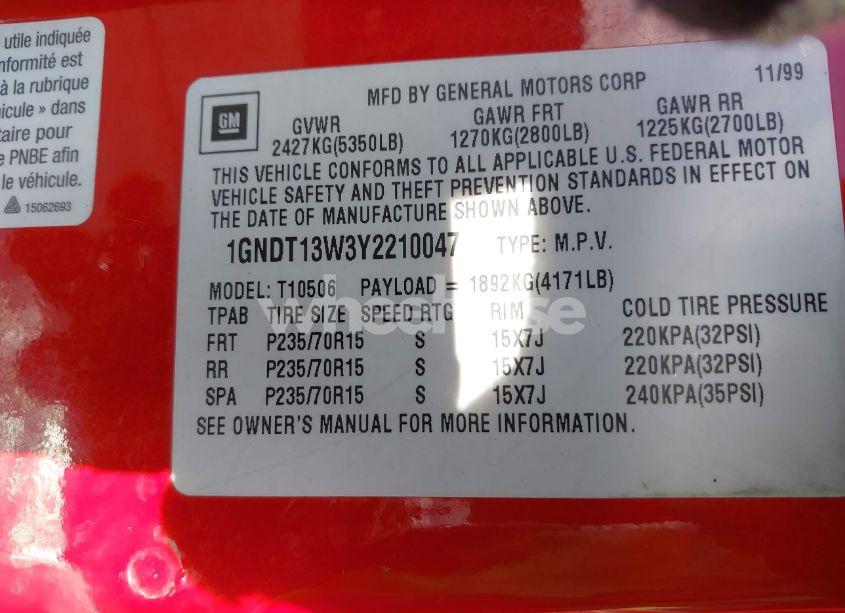 utile indiquée
onformité est
à la rubrique
icule » dans
taire pour
e PNBE afin
le véhicule.
15062693
GM
MFD BY GENERAL MOTORS CORP 11/99
GVWR GAWR FRT GAWR RR
2427KG(5350LB) 1270KG(2800LB) 1225KG(2700LB)
THIS VEHICLE CONFORMS TO ALL APPLICABLE U.S. FEDERAL MOTOR
VEHICLE SAFETY AND THEFT PREVENTION STANDARDS IN EFFECT ON
THE DATE OF MANUFACTURE SHOWN ABOVE.
1GNDT13W3Y2210047 TYPE: M.P.V.
MODEL: T10506 PAYLOAD = 1892KG(4171LB)
TPAB TIRE SIZE SPEED RTG RIM COLD TIRE PRESSURE
FRT P235/70R15 S 15X7J 220KPA(32PSI)
RR P235/70R15 S 15X7J 220KPA(32PSI)
SPA P235/70R15 S 15X7J 240KPA(35PSI)
SEE OWNER'S MANUAL FOR MORE INFORMATION.